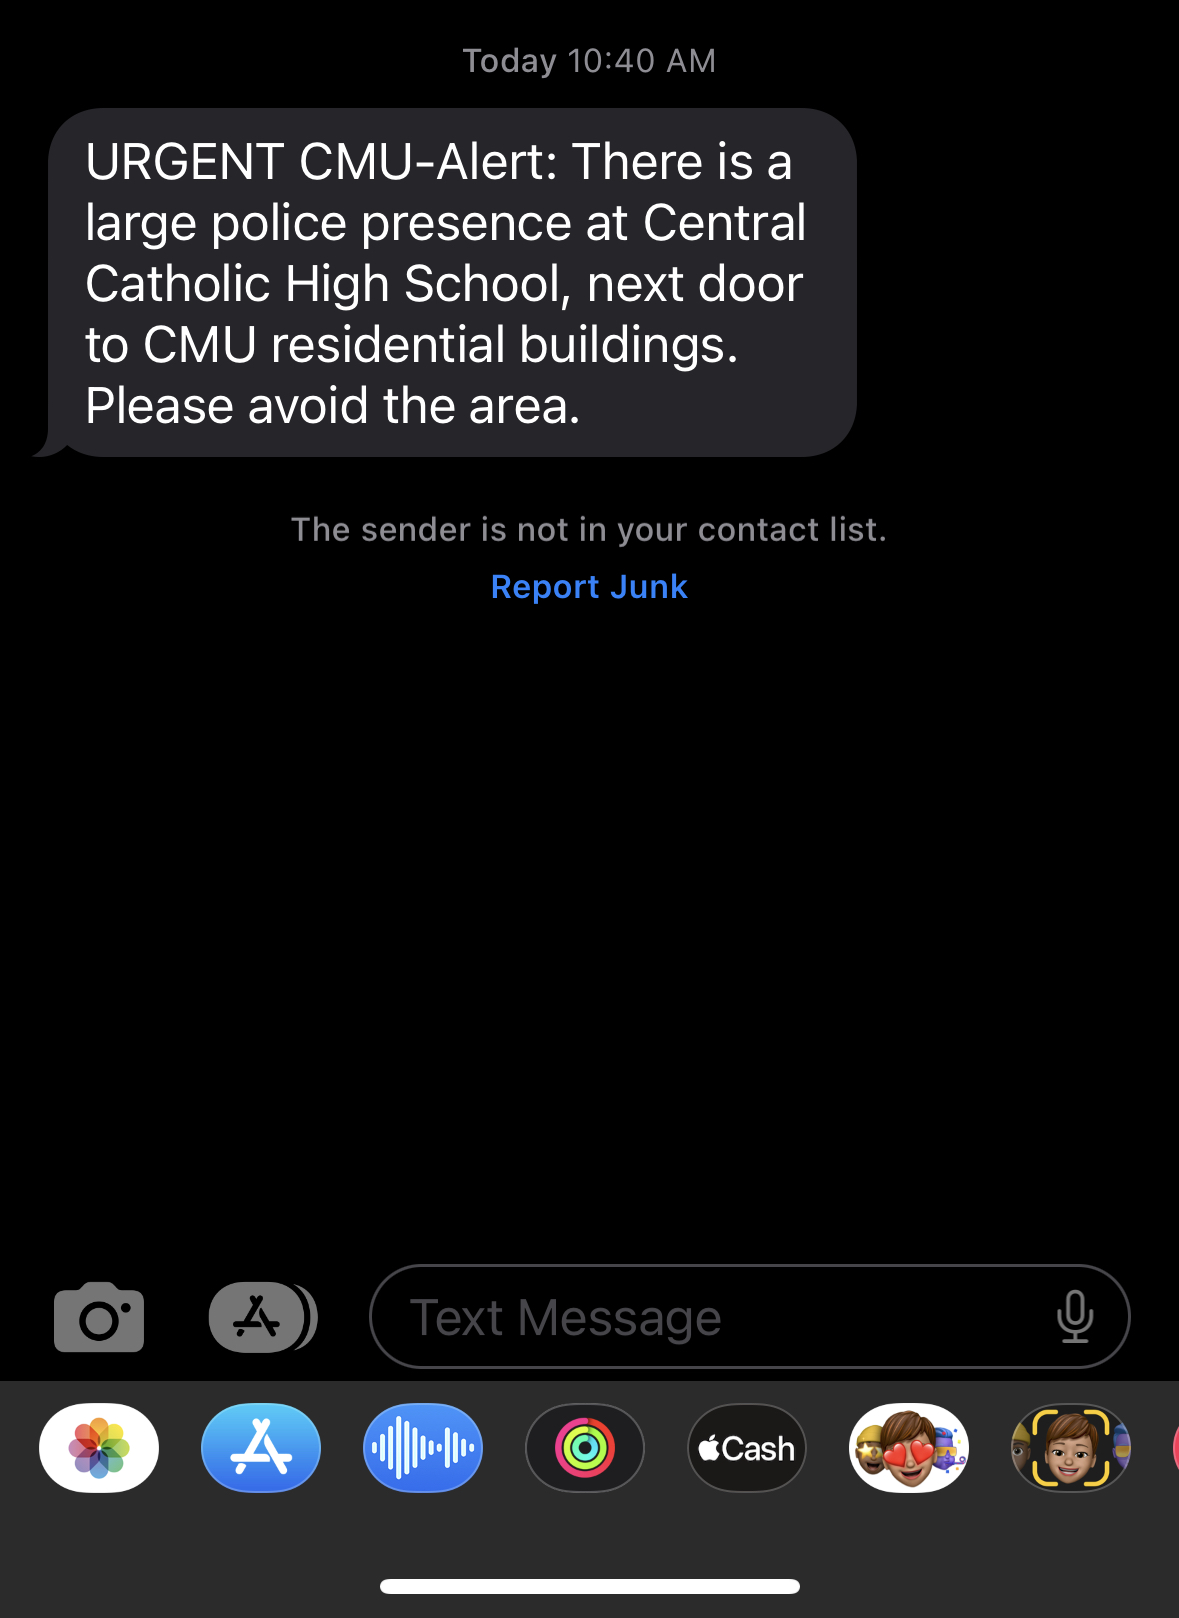 Today 10:40 AM
URGENT CMU-Alert: There is a
large police presence at Central
Catholic High School, next door
to CMU residential buildings.
Please avoid the area.
The sender is not in your contact list.
Report Junk
Text Message
Cash